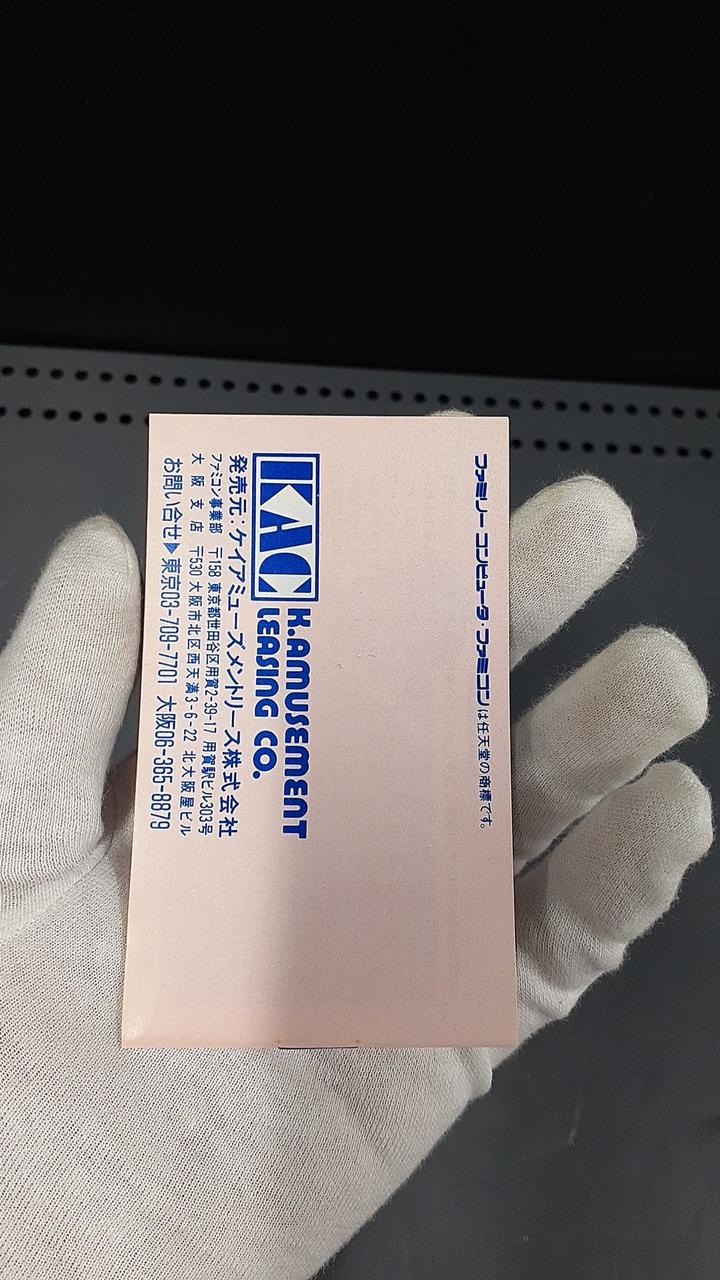 ファミリー コンピュータ・ファミコンは任天堂の商標です。
KAC
K.AMUSEMENT
LEASING CO.
発売元：ケイアミューズメントリース株式会社
ファミコン事業部 〒158 東京都世田谷区用賀2-39-17 用賀駅ビル303号
大阪支店 〒530 大阪市北区西天満3-6-22 北大阪屋ビル
お問い合せ▶東京03-709-7701 大阪06-365-8879